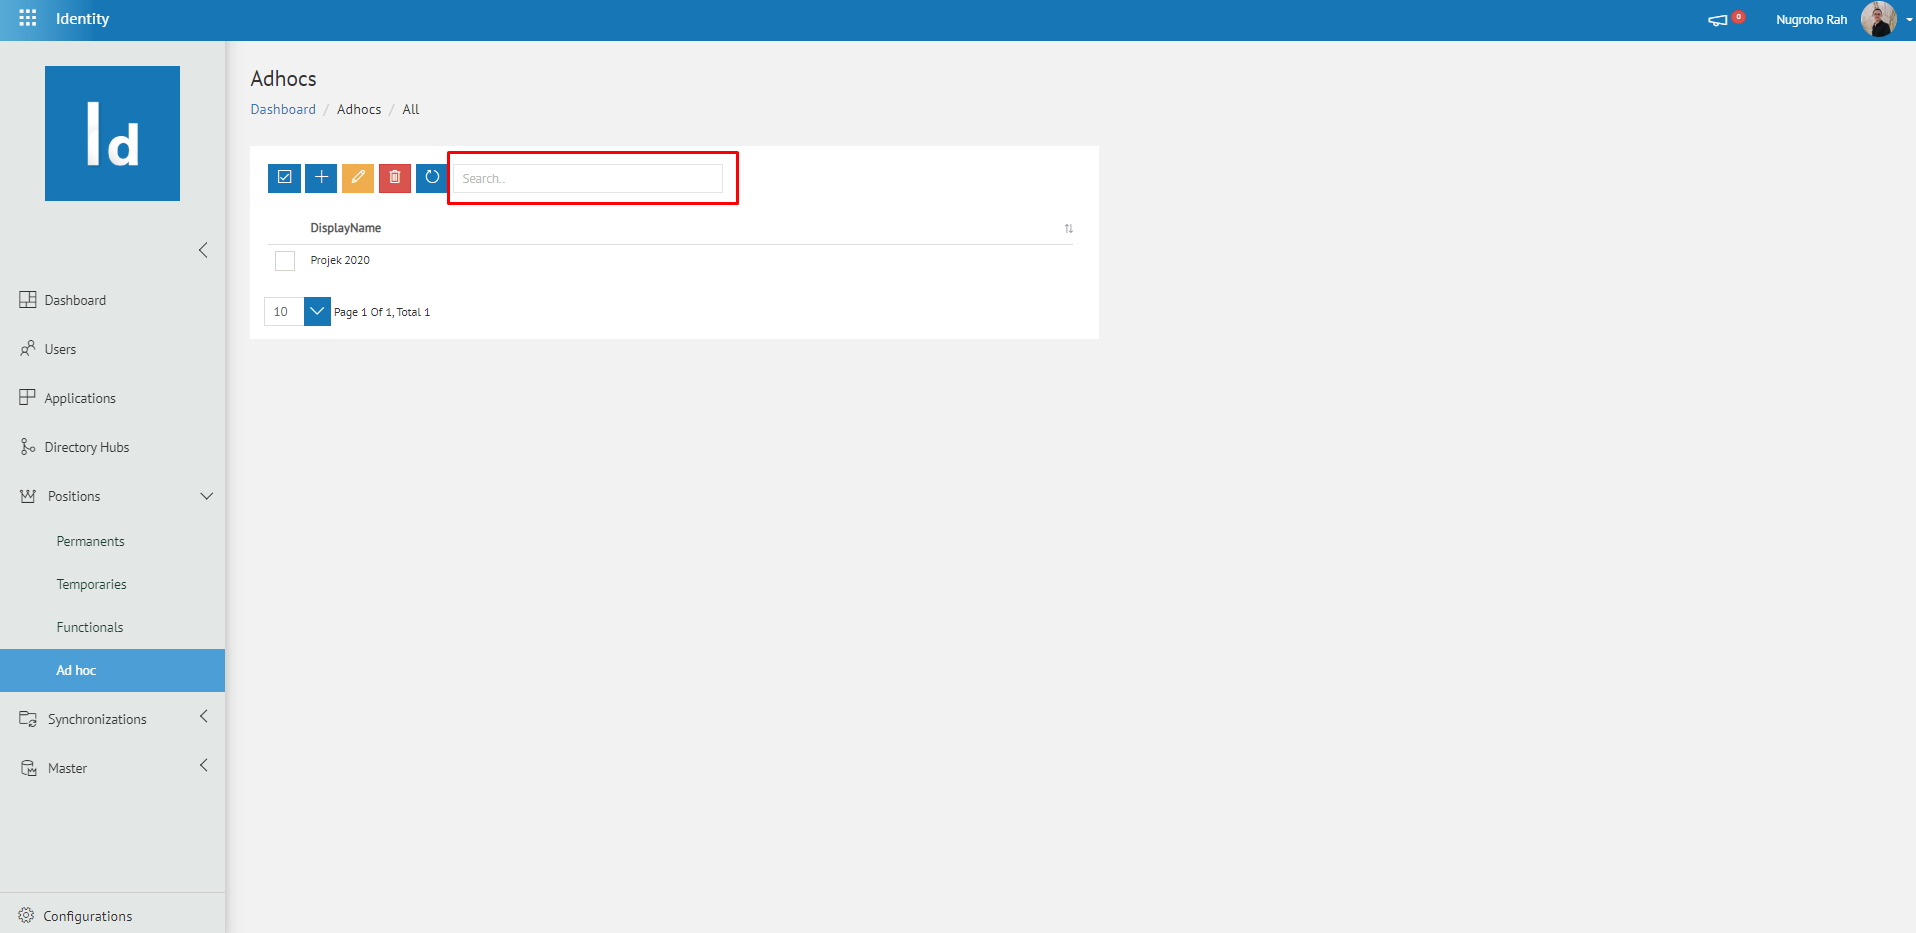 Identity
0
Nugroho Rah
Id
Adhocs
Dashboard / Adhocs / All
Search..
DisplayName
Projek 2020
10 Page 1 Of 1, Total 1
Dashboard
Users
Applications
Directory Hubs
Positions
Permanents
Temporaries
Functionals
Ad hoc
Synchronizations
Master
Configurations